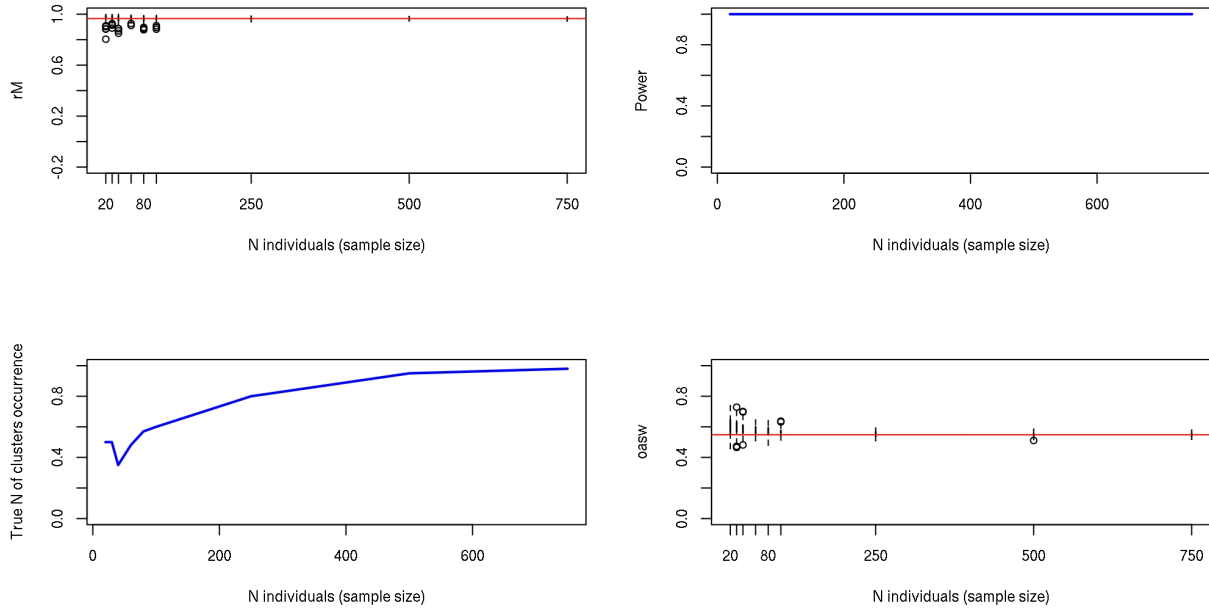 rM
1.0
0.6
0.2
-0.2
20 80 250 500 750
N individuals (sample size)
Power
0.8
0.4
0.0
0 200 400 600
N individuals (sample size)
True N of clusters occurrence
0.8
0.4
0.0
0 200 400 600
N individuals (sample size)
oasw
0.8
0.4
0.0
20 80 250 500 750
N individuals (sample size)